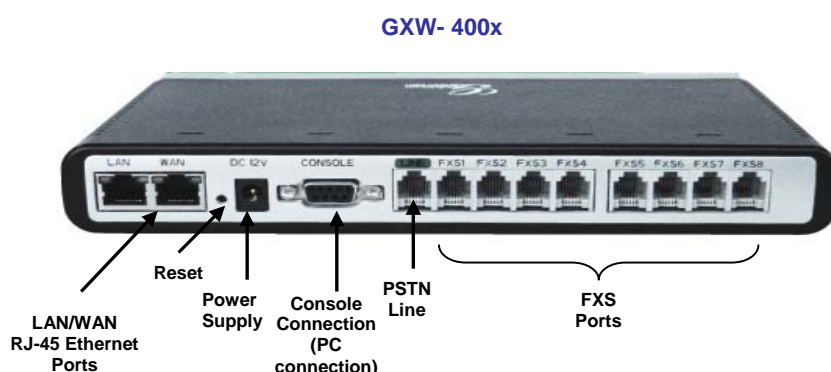 GXW- 400x
Grandstream
LAN WAN DC 12V CONSOLE LINE FXS1 FXS2 FXS3 FXS4 FXS5 FXS6 FXS7 FXS8
Reset
Power
Supply
Console
Connection
(PC
connection)
PSTN
Line
FXS
Ports
LAN/WAN
RJ-45 Ethernet
Ports